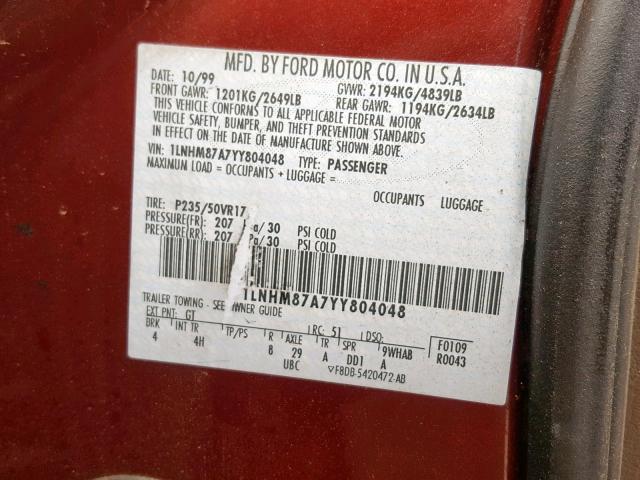 MFD. BY FORD MOTOR CO. IN U.S.A.
DATE: 10/99 GVWR: 2194KG/4839LB
FRONT GAWR: 1201KG/2649LB REAR GAWR: 1194KG/2634LB
THIS VEHICLE CONFORMS TO ALL APPLICABLE FEDERAL MOTOR
VEHICLE SAFETY, BUMPER, AND THEFT PREVENTION STANDARDS
IN EFFECT ON THE DATE OF MANUFACTURE SHOWN ABOVE.
VIN: 1LNHM87A7YY804048 TYPE: PASSENGER
MAXIMUM LOAD = OCCUPANTS + LUGGAGE =
OCCUPANTS LUGGAGE
TIRE: P235/50VR17
PRESSURE(FR): 207 a/30 PSI COLD
PRESSURE(RR): 207 Pa/30 PSI COLD
1LNHM87A7YY804048
TRAILER TOWING - SEE OWNER GUIDE
EXT PNT: GT RC: 51 DSO: F0109
BRK INT TR TP/PS R AXLE TR SPR 9WHAB R0043
4 4H 8 29 A DD1 A
UBC F8DB-5420472-AB